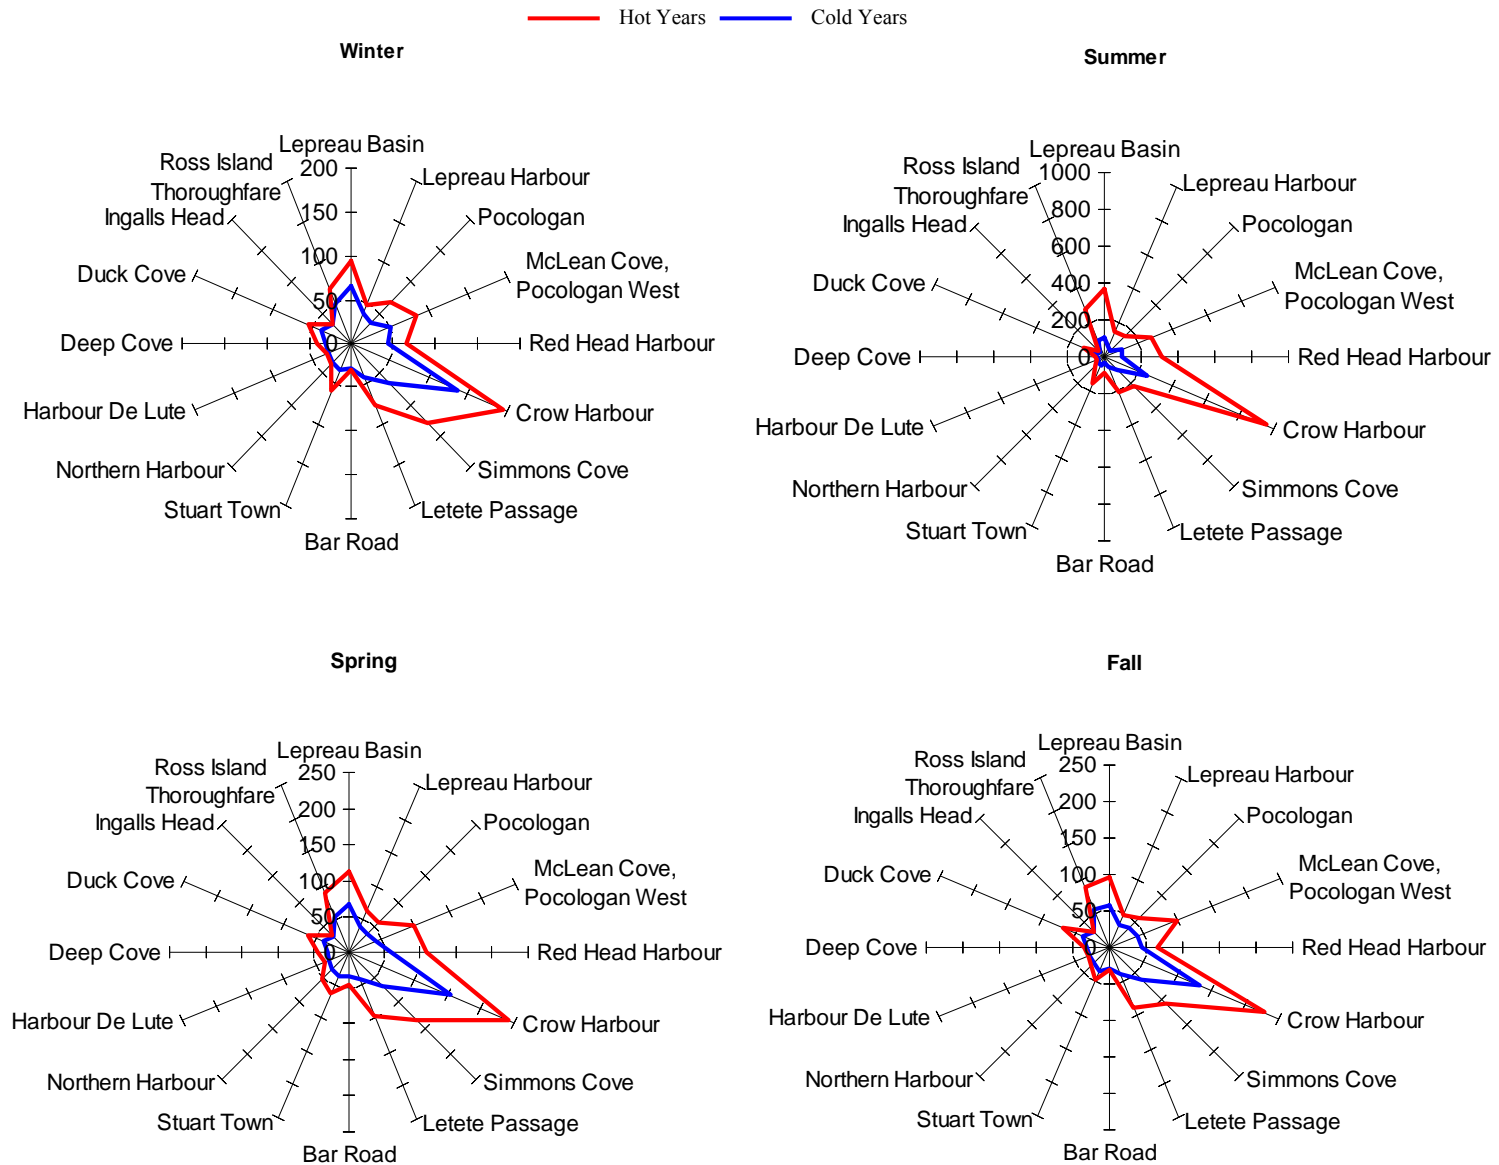 Hot Years
Cold Years
Winter
Lepreau Basin
Ross Island
Thoroughfare
Lepreau Harbour
Ingalls Head
Pocologan
Duck Cove
McLean Cove,
Pocologan West
Deep Cove
Red Head Harbour
Harbour De Lute
Crow Harbour
Northern Harbour
Simmons Cove
Stuart Town
Letete Passage
Bar Road
200
150
100
50
0
Summer
Lepreau Basin
Ross Island
Thoroughfare
Lepreau Harbour
Ingalls Head
Pocologan
Duck Cove
McLean Cove,
Pocologan West
Deep Cove
Red Head Harbour
Harbour De Lute
Crow Harbour
Northern Harbour
Simmons Cove
Stuart Town
Letete Passage
Bar Road
1000
800
600
400
200
0
Spring
Lepreau Basin
Ross Island
Thoroughfare
Lepreau Harbour
Ingalls Head
Pocologan
Duck Cove
McLean Cove,
Pocologan West
Deep Cove
Red Head Harbour
Harbour De Lute
Crow Harbour
Northern Harbour
Simmons Cove
Stuart Town
Letete Passage
Bar Road
250
200
150
100
50
0
Fall
Lepreau Basin
Ross Island
Thoroughfare
Lepreau Harbour
Ingalls Head
Pocologan
Duck Cove
McLean Cove,
Pocologan West
Deep Cove
Red Head Harbour
Harbour De Lute
Crow Harbour
Northern Harbour
Simmons Cove
Stuart Town
Letete Passage
Bar Road
250
200
150
100
50
0